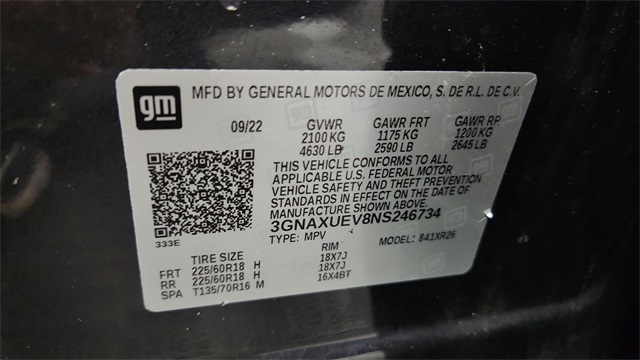 gm
MFD BY GENERAL MOTORS DE MEXICO, S. DE R.L. DE C.V.
09/22 GVWR GAWR FRT GAWR RR
2100 KG 1175 KG 1200 KG
4630 LB 2590 LB 2645 LB
THIS VEHICLE CONFORMS TO ALL
APPLICABLE U.S. FEDERAL MOTOR
VEHICLE SAFETY AND THEFT PREVENTION
STANDARDS IN EFFECT ON THE DATE OF
MANUFACTURE SHOWN ABOVE.
3GNAXUEV8NS246734
333E
TYPE: MPV MODEL: 841XR26
TIRE SIZE RIM
FRT 225/60R18 H 18X7J
RR 225/60R18 H 18X7J
SPA T135/70R16 M 16X4BT